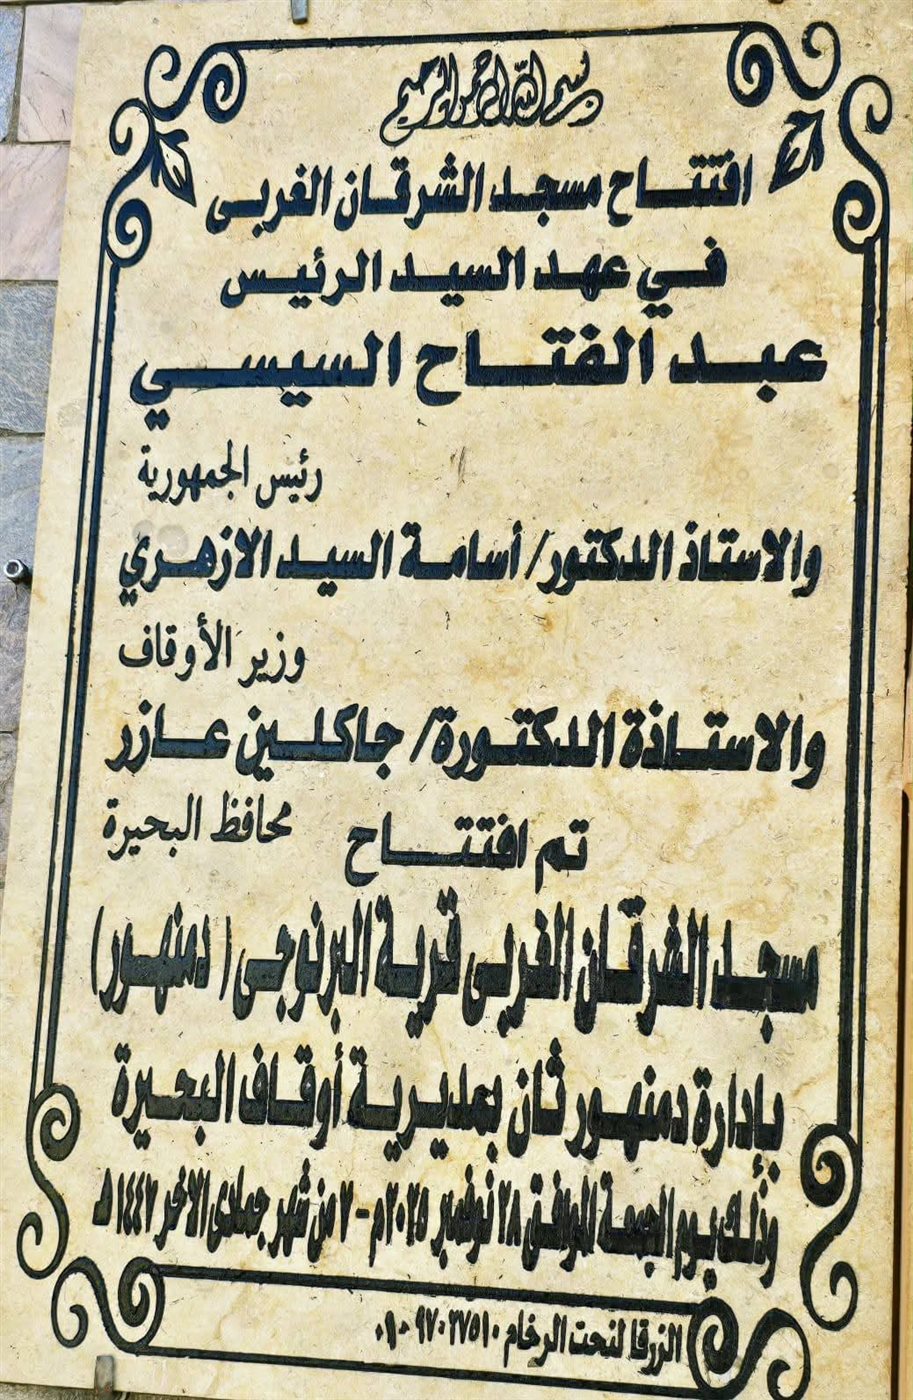 بسم الله الرحمن الرحيم
افتتاح مسجد الشرقان الغربى
في عهد السيد الرئيس
عبد الفتاح السيسي
رئيس الجمهورية
والاستاذ الدكتور/ أسامة السيد الازهري
وزير الأوقاف
والاستاذة الدكتورة/ جاكلين عازر
محافظ البحيرة
تم افتتاح
مسجد الشرقان الغربى قرية البرنوجى (دمنهور)
بإدارة دمنهور ثان بمديرية أوقاف البحيرة
وذلك يوم الجمعة الموافق ٢٨ نوفمبر ٢٠٢٥م - ٧ من شهر جمادى الاخر ١٤٤٧هـ
الزرقا لنحت الرخام ٠١٠٩٧٠٢٧٥١٠